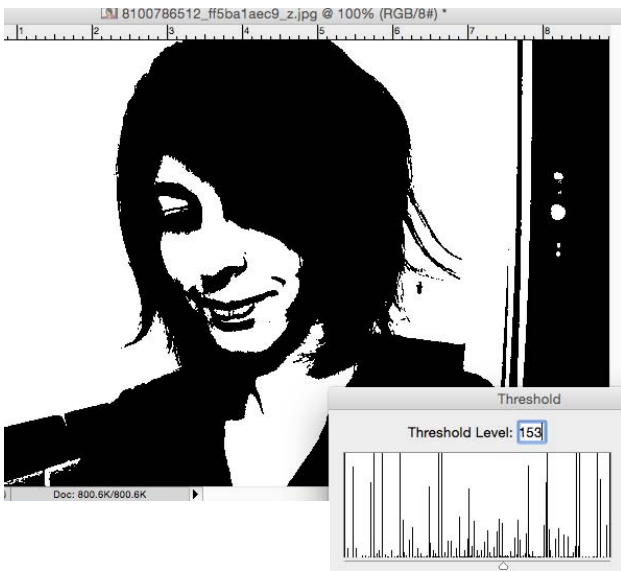 8100786512_ff5ba1aec9_z.jpg @ 100% (RGB/8#) *
1 2 3 4 5 6 7 8
Threshold
Threshold Level: 153
Doc: 800.6K/800.6K